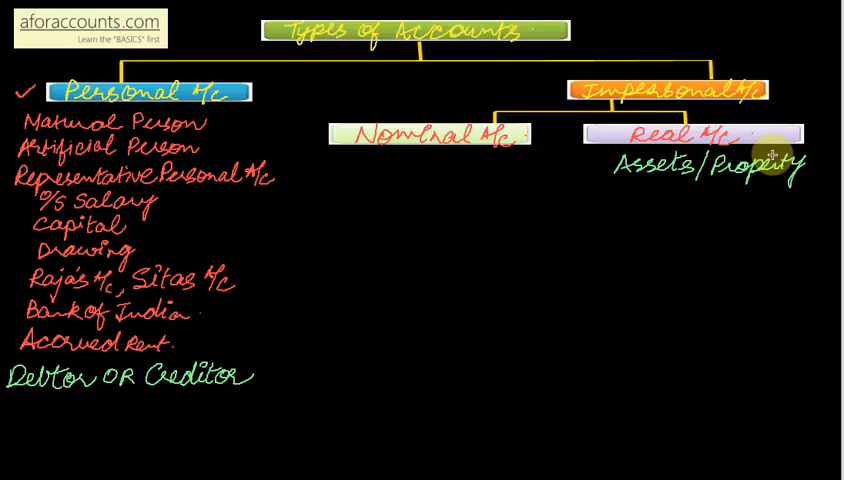 aforaccounts.com
Learn the "BASICS" first
Types of Accounts
Personal A/c
Impersonal A/c
Nominal A/c
Real A/c
Assets/Property
Natural Person
Artificial Person
Representative Personal A/c
O/S Salary
Capital
Drawing
Raja's A/c, Sitas A/c
Bank of India
Accrued Rent.
Debtor OR Creditor